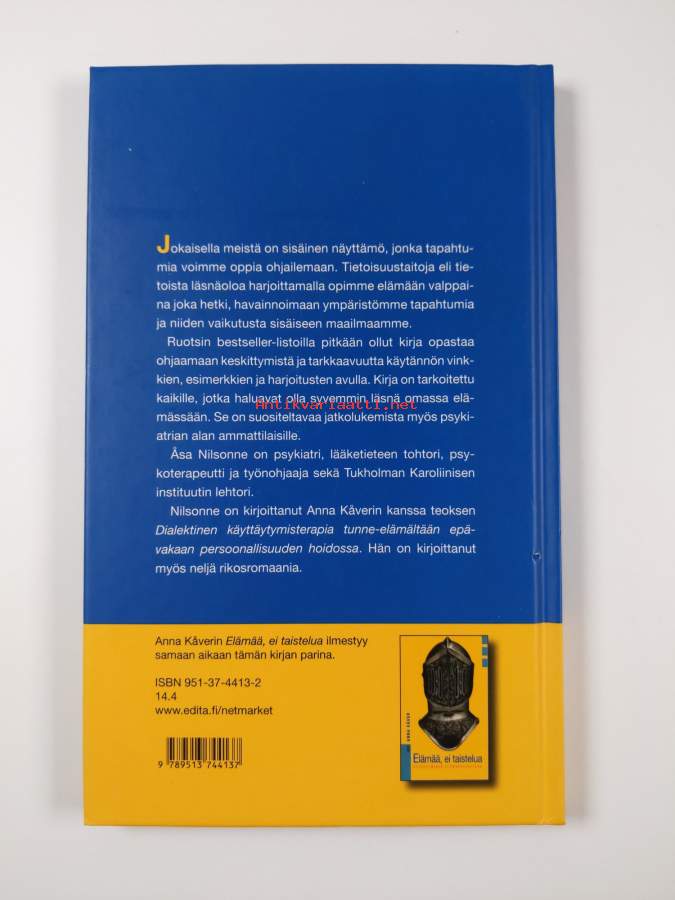 Jokaisella meistä on sisäinen näyttämö, jonka tapahtu-
mia voimme oppia ohjailemaan. Tietoisuustaitoja eli tie-
toista läsnäoloa harjoittamalla opimme elämään valppai-
na joka hetki, havainnoimaan ympäristömme tapahtumia
ja niiden vaikutusta sisäiseen maailmaamme.
Ruotsin bestseller-listoilla pitkään ollut kirja opastaa
ohjaamaan keskittymistä ja tarkkaavuutta käytännön vink-
kien, esimerkkien ja harjoitusten avulla. Kirja on tarkoitettu
kaikille, jotka haluavat olla syvemmin läsnä omassa elä-
Antikvariaatti.net
mässään. Se on suositeltavaa jatkolukemista myös psyki-
atrian alan ammattilaisille.
Åsa Nilsonne on psykiatri, lääketieteen tohtori, psy-
koterapeutti ja työnohjaaja sekä Tukholman Karoliinisen
instituutin lehtori.
Nilsonne on kirjoittanut Anna Kåverin kanssa teoksen
Dialektinen käyttäytymisterapia tunne-elämältään epä-
vakaan persoonallisuuden hoidossa. Hän on kirjoittanut
myös neljä rikosromaania.
Anna Kåverin Elämää, ei taistelua ilmestyy
samaan aikaan tämän kirjan parina.
ISBN 951-37-4413-2
14.4
www.edita.fi/netmarket
9 789513 744137
ANNA KÅVER
Elämää, ei taistelua